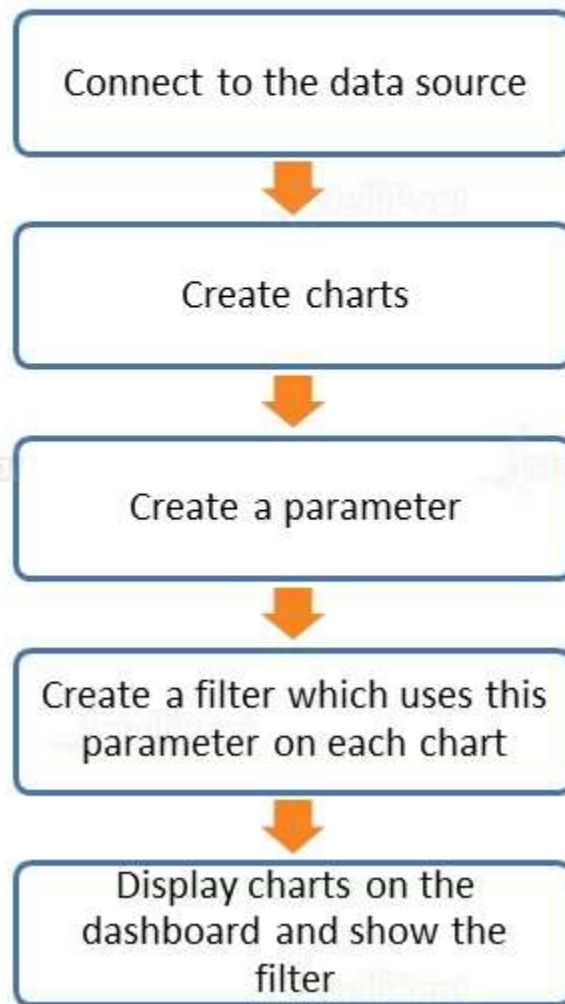 Connect to the data source
Create charts
Create a parameter
Create a filter which uses this
parameter on each chart
Display charts on the
dashboard and show the
filter